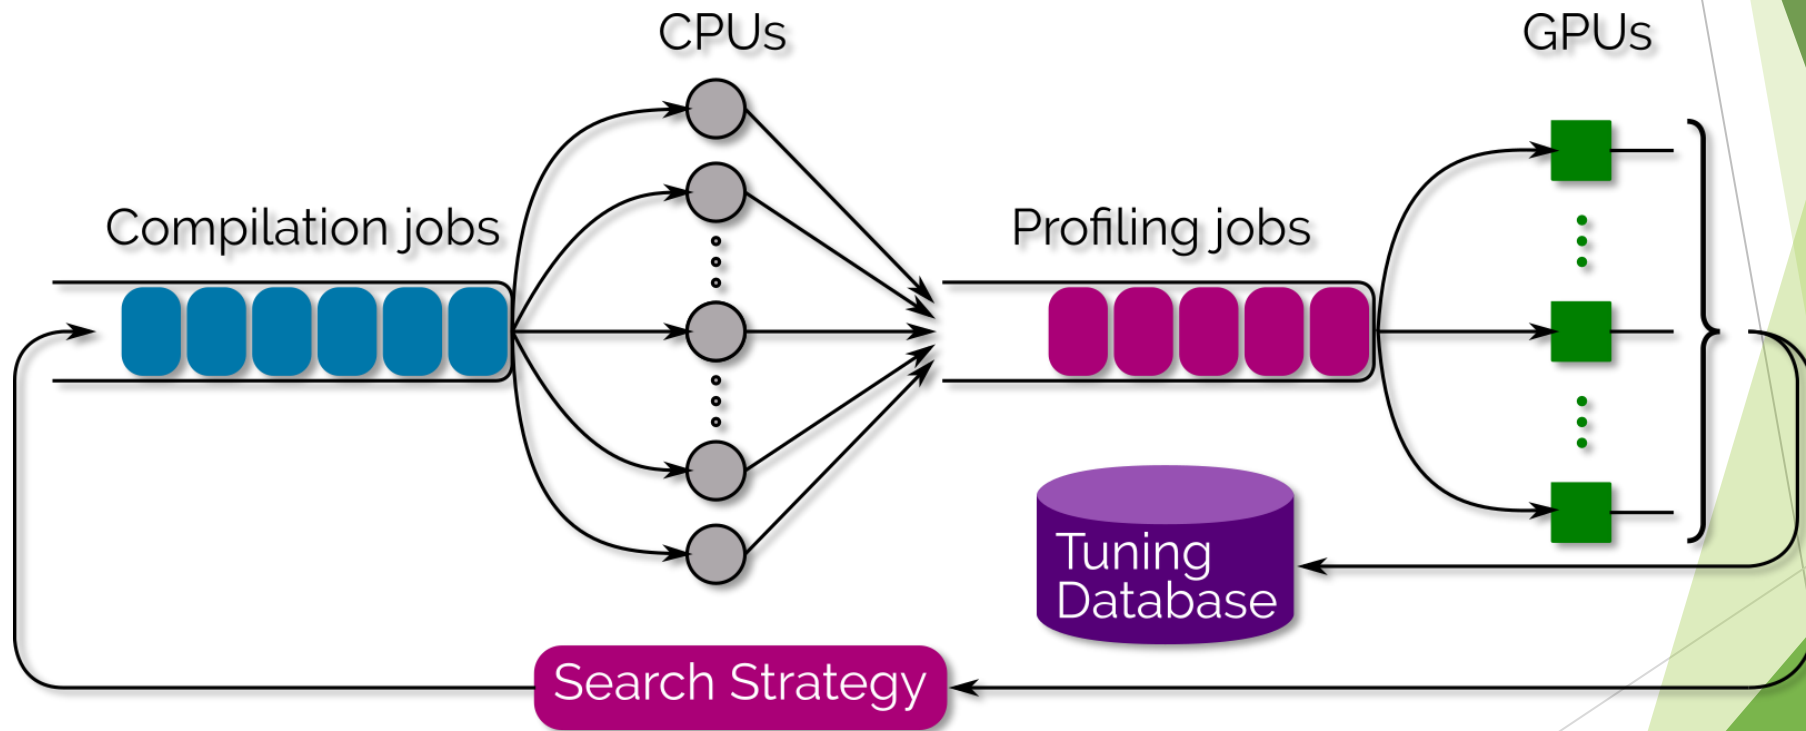 CPUs
GPUs
Compilation jobs
Profiling jobs
Tuning
Database
Search Strategy